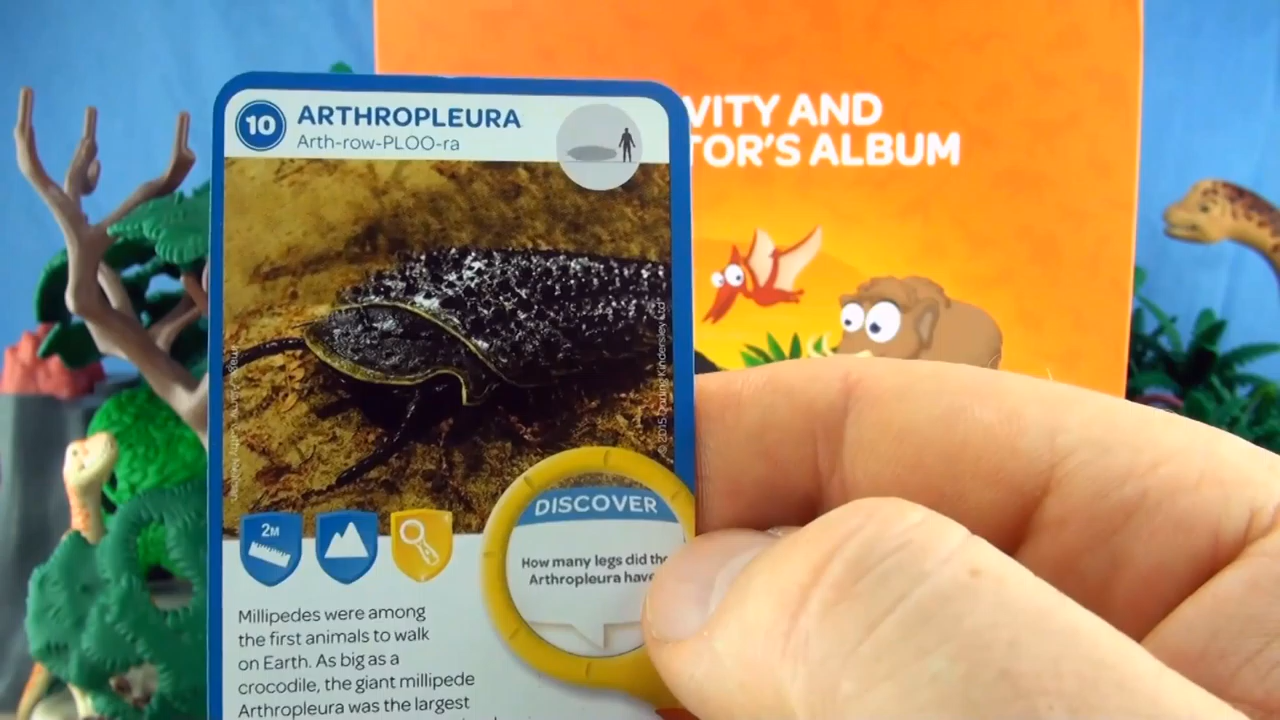 VITY AND
TOR'S ALBUM
10
ARTHROPLEURA
Arth-row-PLOO-ra
© 2015 Dorling Kindersley Ltd
2M
DISCOVER
How many legs did the
Arthropleura have
Millipedes were among
the first animals to walk
on Earth. As big as a
crocodile, the giant millipede
Arthropleura was the largest